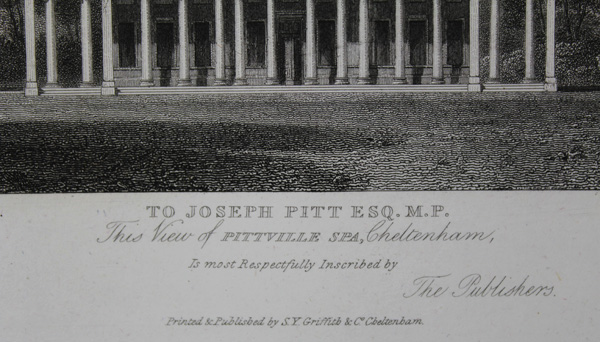 TO JOSEPH PITT ESQ. M.P.
This View of PITTVILLE SPA, Cheltenham,
Is most Respectfully Inscribed by
The Publishers.
Printed & Published by S.Y. Griffith & Co. Cheltenham.